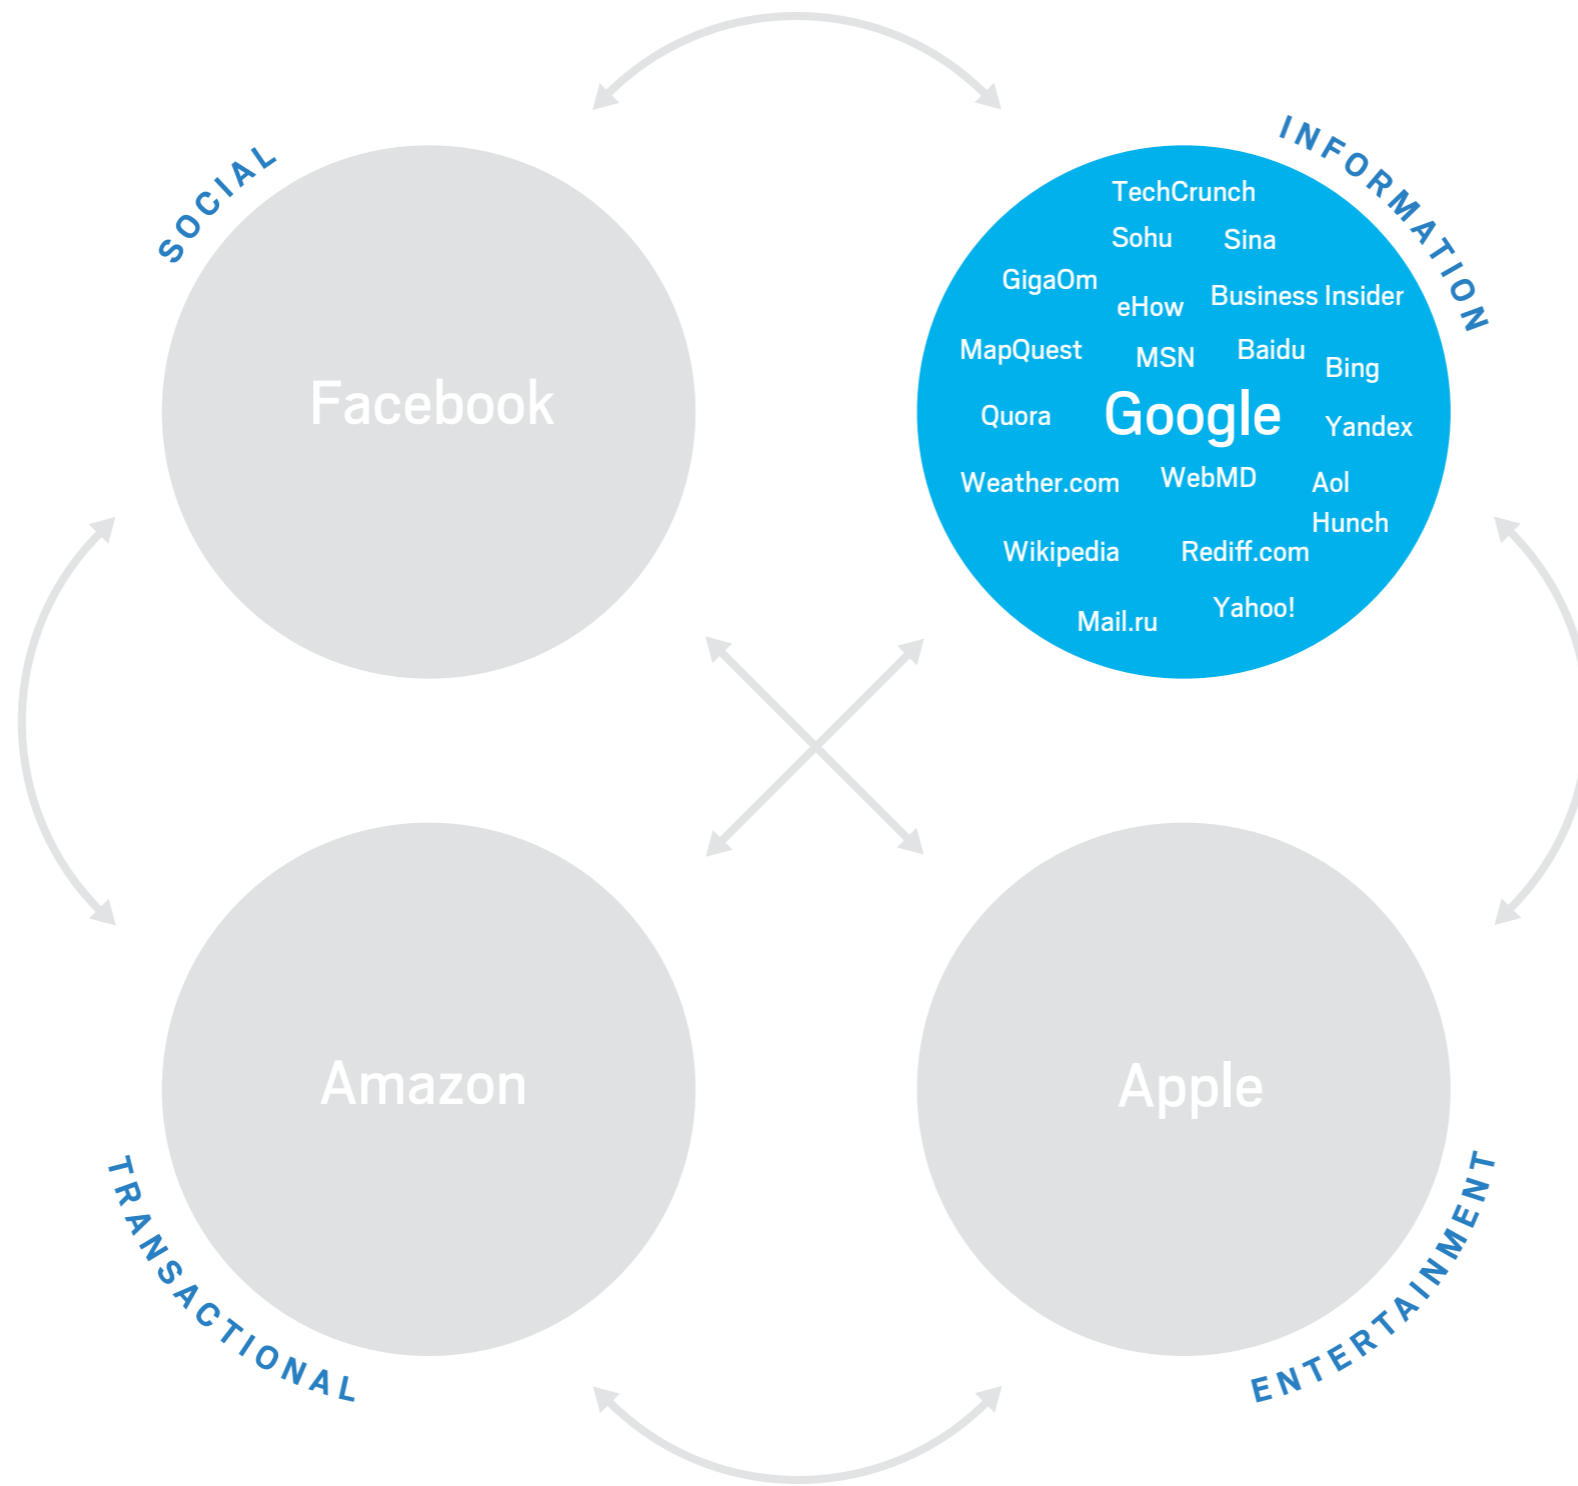 SOCIAL
Facebook
INFORMATION
TechCrunch
Sohu Sina
GigaOm
eHow Business Insider
MapQuest MSN Baidu
Bing
Quora Google Yandex
Weather.com WebMD Aol
Hunch
Wikipedia Rediff.com
Mail.ru Yahoo!
Amazon
TRANSACTIONAL
Apple
ENTERTAINMENT